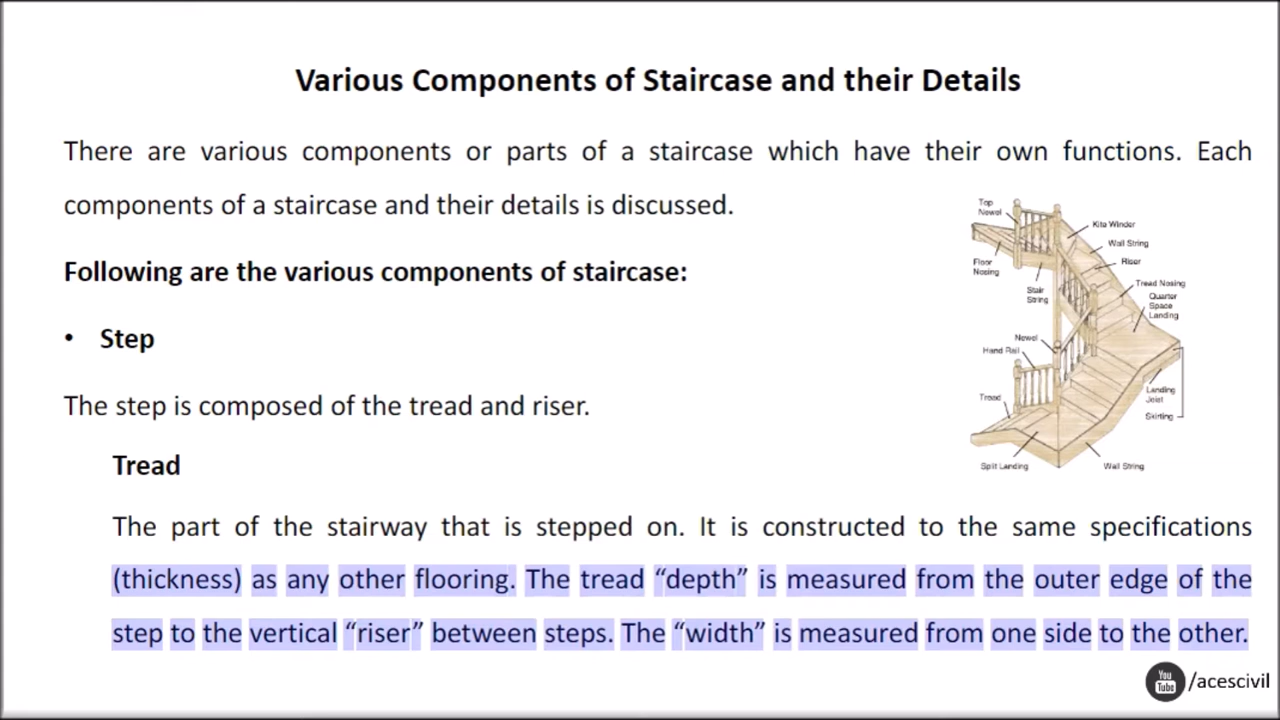 Various Components of Staircase and their Details
There are various components or parts of a staircase which have their own functions. Each
components of a staircase and their details is discussed.
Following are the various components of staircase:
• Step
The step is composed of the tread and riser.
Tread
The part of the stairway that is stepped on. It is constructed to the same specifications
(thickness) as any other flooring. The tread “depth” is measured from the outer edge of the
step to the vertical “riser” between steps. The “width” is measured from one side to the other.
Top
Newel
Kite Winder
Wall String
Riser
Floor
Nosing
Stair
String
Tread Nosing
Quarter
Space
Landing
Newel
Hand Rail
Tread
Landing
Joist
Skirting
Split Landing
Wall String
You
Tube
/acescivil